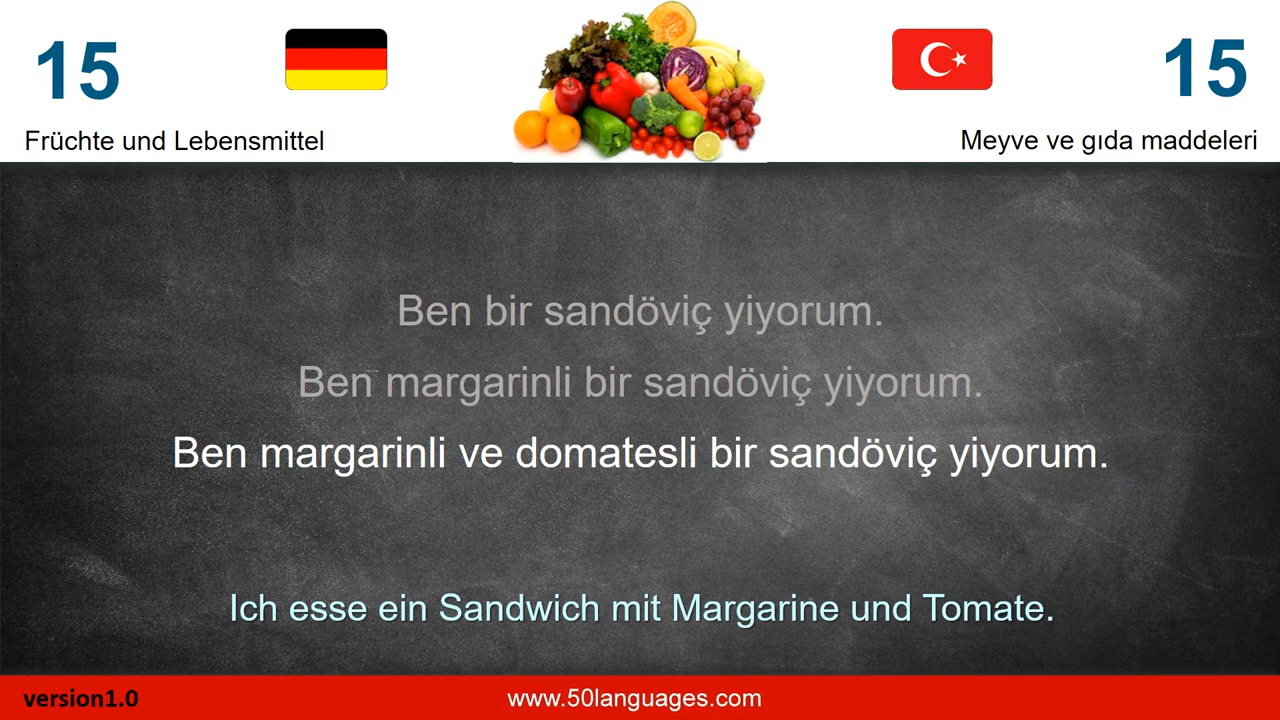 15
15
Früchte und Lebensmittel
Meyve ve gıda maddeleri
Ben bir sandöviç yiyorum.
Ben margarinli bir sandöviç yiyorum.
Ben margarinli ve domatesli bir sandöviç yiyorum.
Ich esse ein Sandwich mit Margarine und Tomate.
version1.0
www.50languages.com